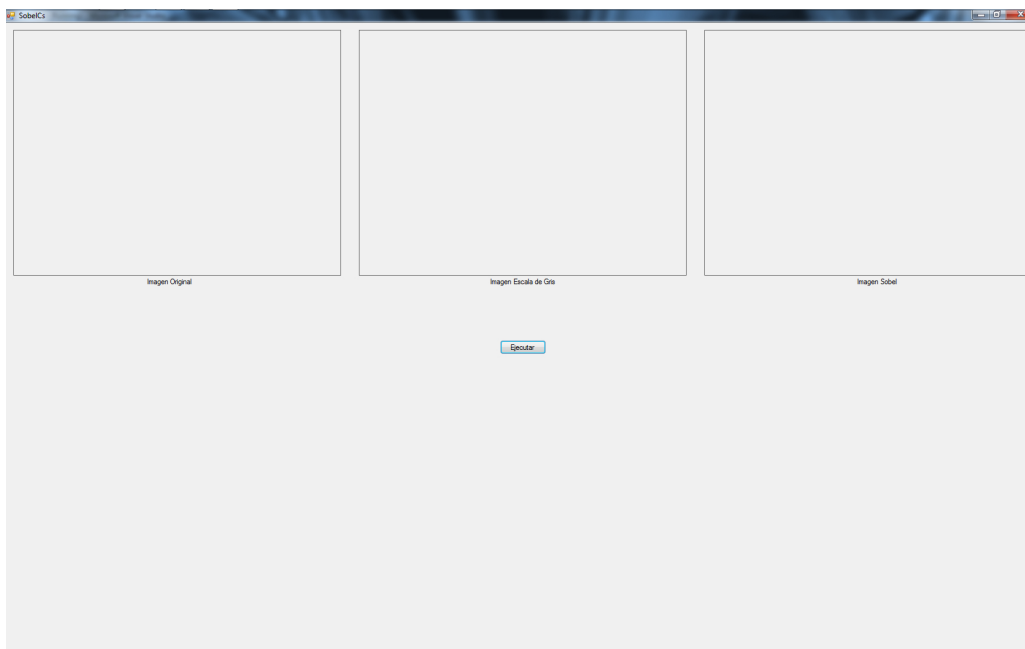 SobelCs
Imagen Original
Imagen Escala de Gris
Imagen Sobel
Ejecutar